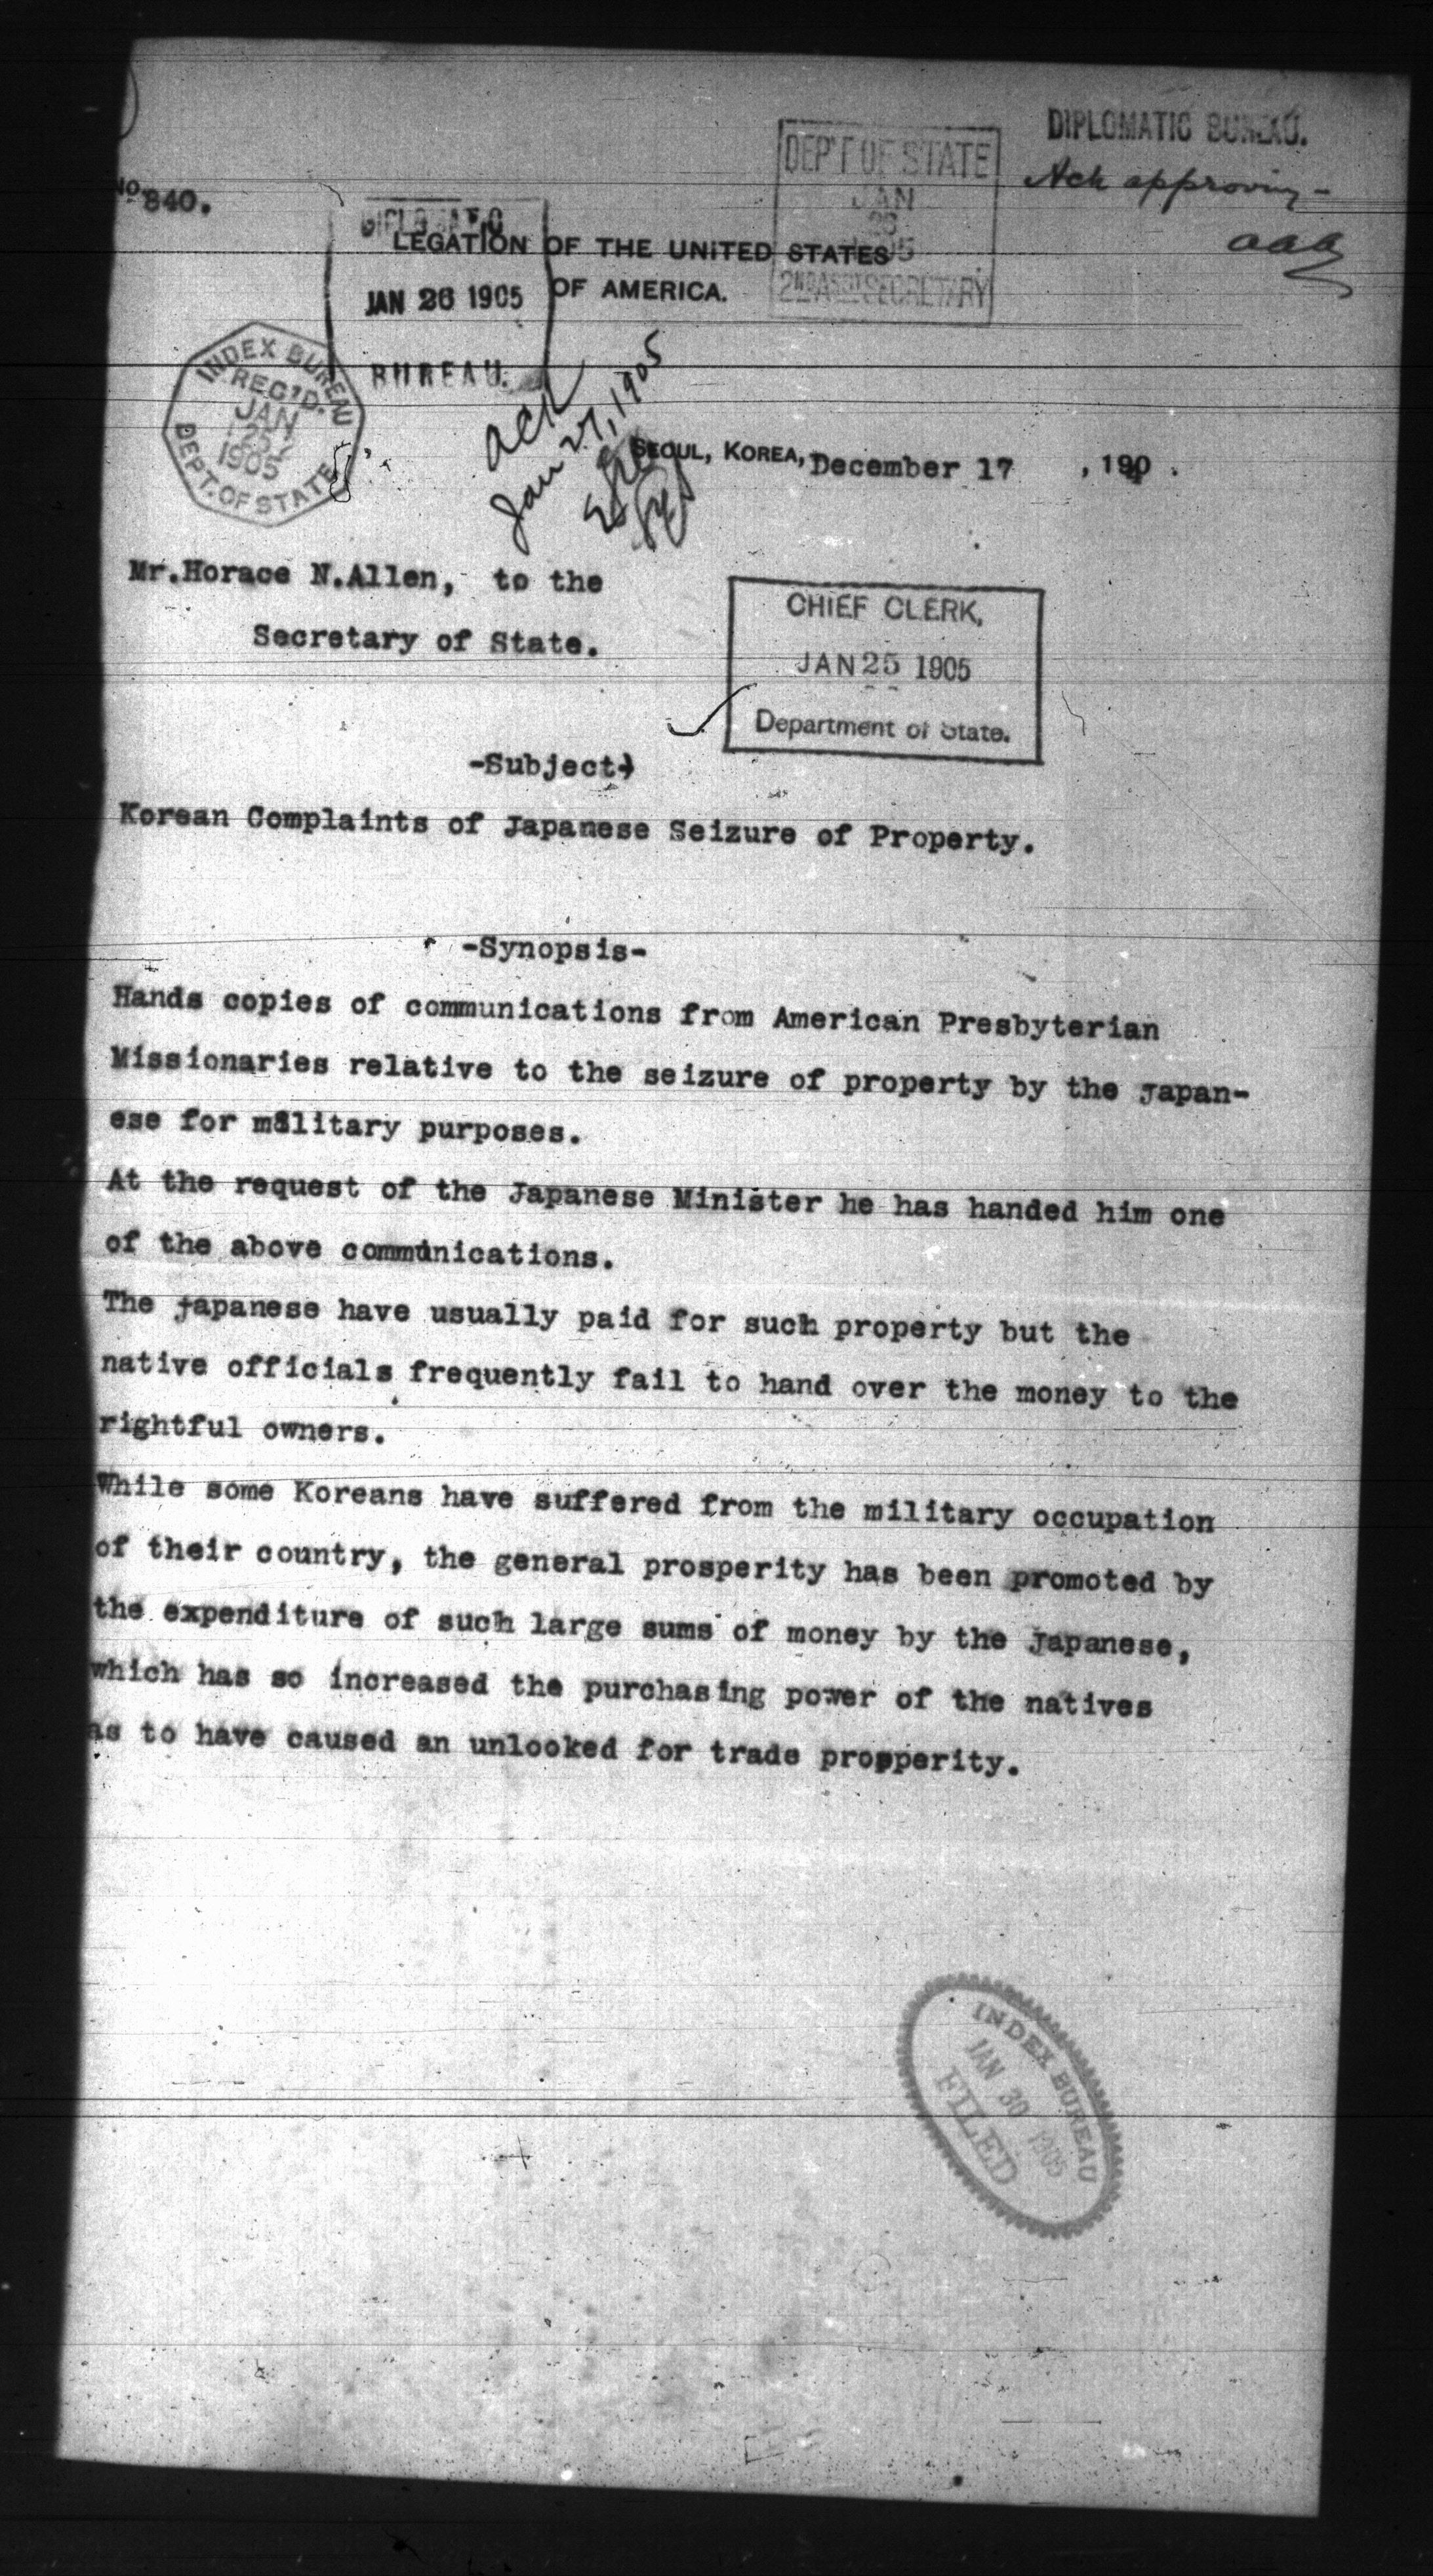 DIPLOMATIC BUREAU.
DEP'T OF STATE
JAN
26
1905
2ND ASST SECRETARY
Ack approving -
aaa
No. 840.
DIPLOMATIC
JAN 26 1905
BUREAU.
LEGATION OF THE UNITED STATES
OF AMERICA.
INDEX BUREAU
REC'D.
JAN
25
1905
DEPT. OF STATE
Ack
Jan 27, 1905
SEOUL, KOREA, December 17 , 1904 .
Mr.Horace N.Allen, to the
Secretary of State.
CHIEF CLERK,
JAN 25 1905
Department of State.
-Subject-
Korean Complaints of Japanese Seizure of Property.
-Synopsis-
Hands copies of communications from American Presbyterian
Missionaries relative to the seizure of property by the Japan-
ese for military purposes.
At the request of the Japanese Minister he has handed him one
of the above communications.
The Japanese have usually paid for such property but the
native officials frequently fail to hand over the money to the
rightful owners.
While some Koreans have suffered from the military occupation
of their country, the general prosperity has been promoted by
the expenditure of such large sums of money by the Japanese,
which has so increased the purchasing power of the natives
as to have caused an unlooked for trade prosperity.
INDEX BUREAU
JAN 30 1905
FILED